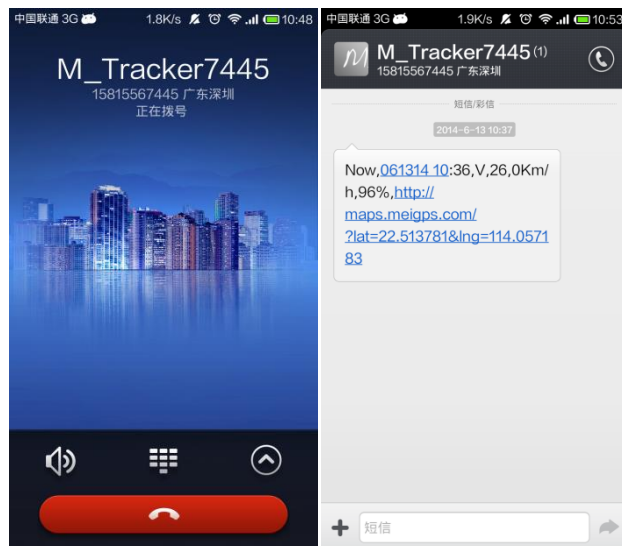 中国联通 3G 1.8K/s 10:48
M_Tracker7445
15815567445 广东深圳
正在拨号
中国联通 3G 1.9K/s 10:53
M_Tracker7445 (1)
15815567445 广东深圳
短信/彩信
2014-6-13 10:37
Now,061314 10:36,V,26,0Km/
h,96%,http://
maps.meigps.com/
?lat=22.513781&lng=114.0571
83
短信